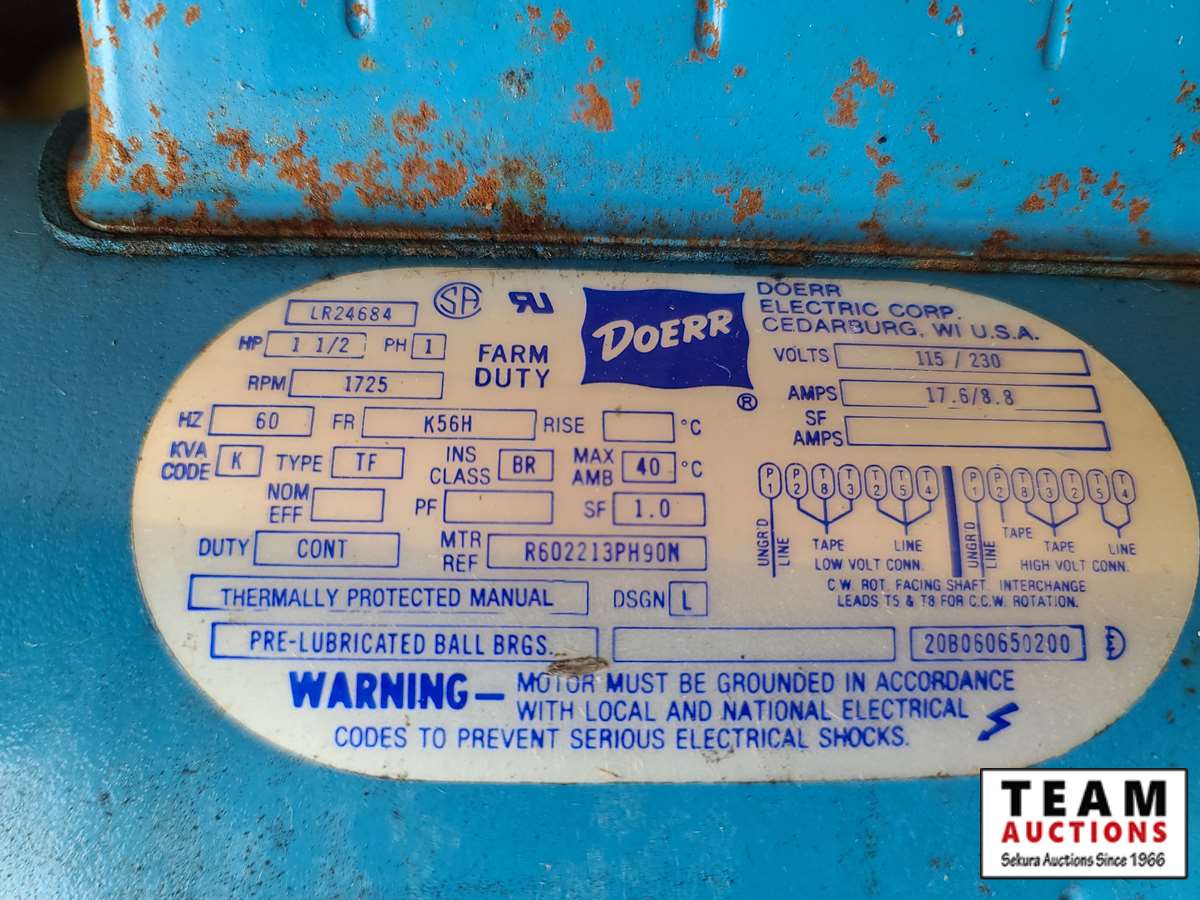 LR24684 SA UR
HP 1 1/2 PH 1
FARM DUTY
RPM 1725
HZ 60 FR K56H RISE °C
KVA CODE K TYPE TF INS CLASS BR MAX AMB 40 °C
NOM EFF PF SF 1.0
DUTY CONT MTR REF R602213PH90N
THERMALLY PROTECTED MANUAL DSGN L
DOERR ®
DOERR
ELECTRIC CORP.
CEDARBURG, WI U.S.A.
VOLTS 115 / 230
AMPS 17.6/8.8
SF AMPS
P1 P2 T8 T3 T2 T5 T4 P1 P2 T8 T3 T2 T5 T4
UNGR'D LINE TAPE LINE UNGR'D LINE TAPE TAPE LINE
LOW VOLT CONN. HIGH VOLT CONN.
C.W. ROT. FACING SHAFT. INTERCHANGE
LEADS T5 & T8 FOR C.C.W. ROTATION.
PRE-LUBRICATED BALL BRGS. 20B060650200
WARNING — MOTOR MUST BE GROUNDED IN ACCORDANCE
WITH LOCAL AND NATIONAL ELECTRICAL
CODES TO PREVENT SERIOUS ELECTRICAL SHOCKS.
TEAM
AUCTIONS
Sekura Auctions Since 1966